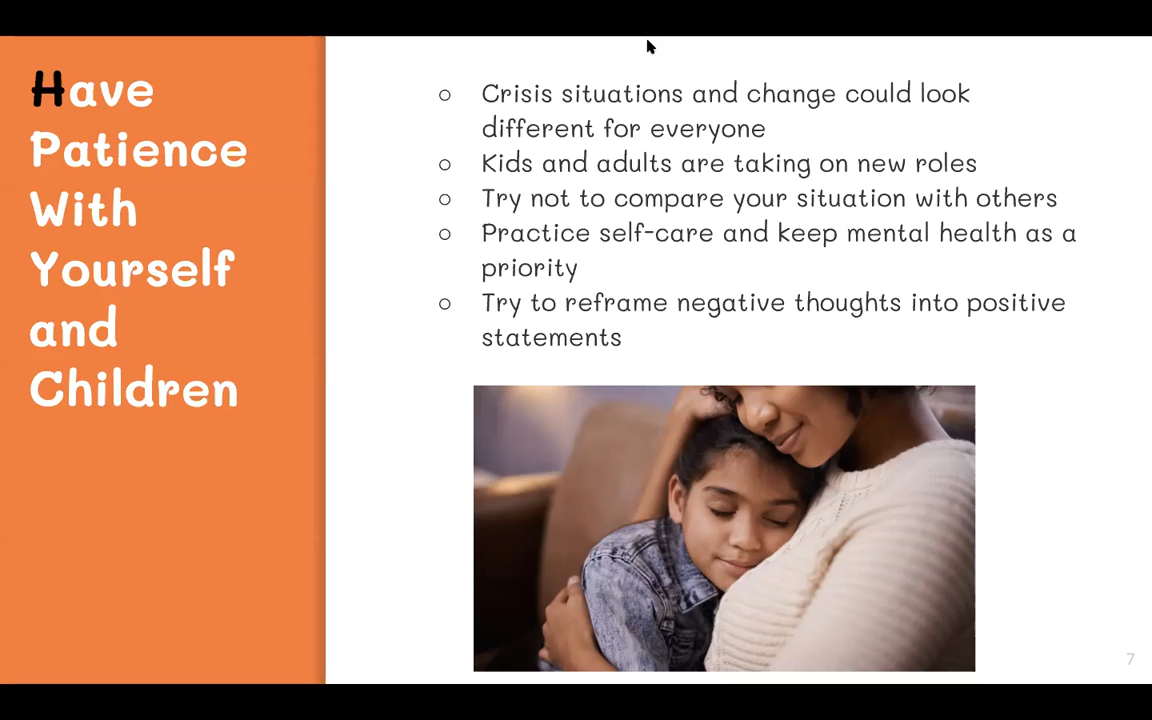 Have
Patience
With
Yourself
and
Children
○ Crisis situations and change could look
different for everyone
○ Kids and adults are taking on new roles
○ Try not to compare your situation with others
○ Practice self-care and keep mental health as a
priority
○ Try to reframe negative thoughts into positive
statements
7